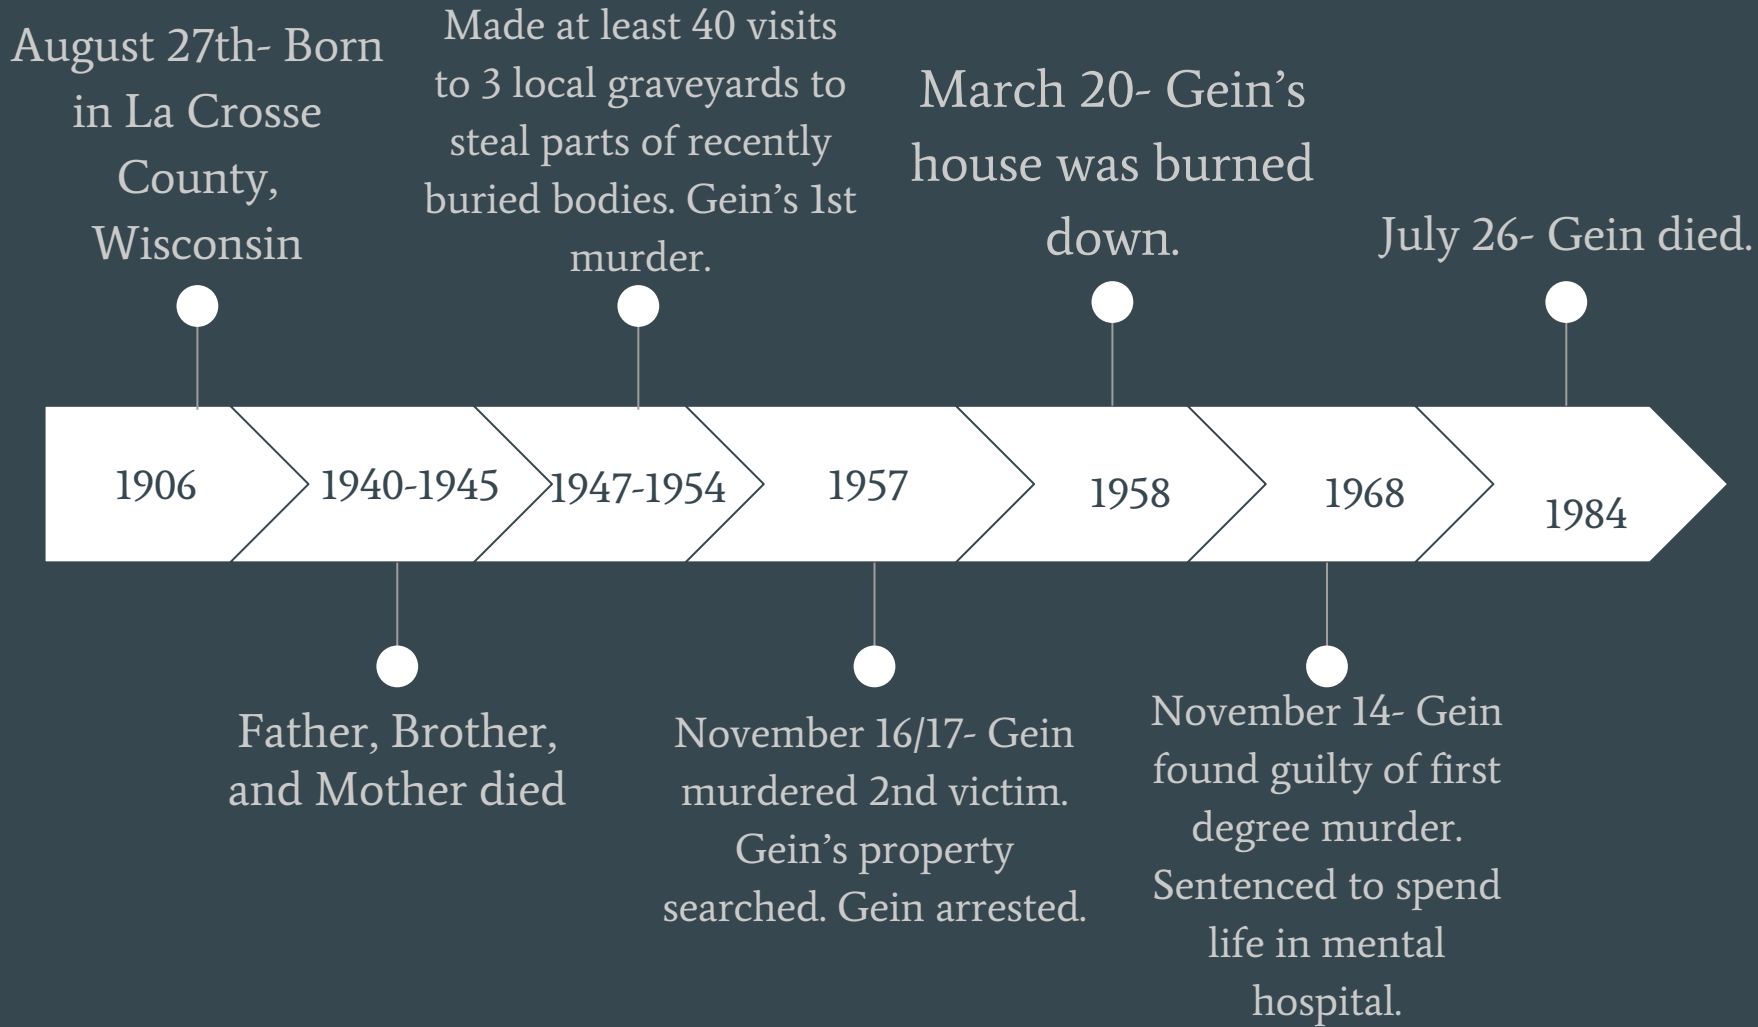 August 27th- Born
in La Crosse
County,
Wisconsin
Made at least 40 visits
to 3 local graveyards to
steal parts of recently
buried bodies. Gein’s 1st
murder.
March 20- Gein’s
house was burned
down.
July 26- Gein died.
1906
1940-1945
1947-1954
1957
1958
1968
1984
Father, Brother,
and Mother died
November 16/17- Gein
murdered 2nd victim.
Gein’s property
searched. Gein arrested.
November 14- Gein
found guilty of first
degree murder.
Sentenced to spend
life in mental
hospital.